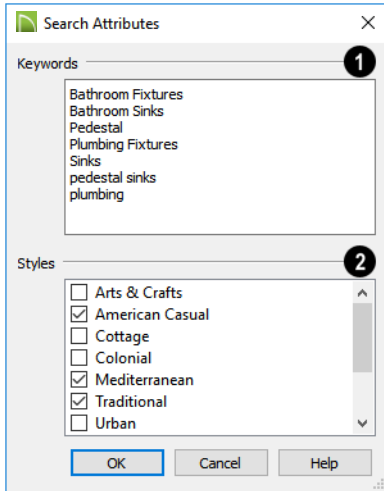 Search Attributes
Keywords
1
Bathroom Fixtures
Bathroom Sinks
Pedestal
Plumbing Fixtures
Sinks
pedestal sinks
plumbing
Styles
2
Arts & Crafts
American Casual
Cottage
Colonial
Mediterranean
Traditional
Urban
OK Cancel Help